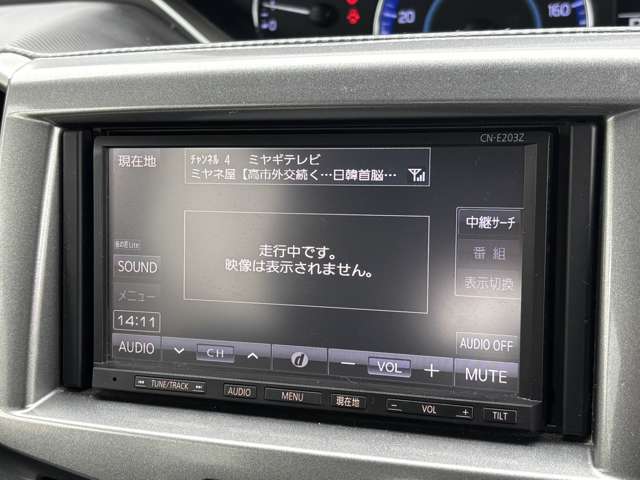 20
160
CN-E203Z
現在地
ﾁｬﾝﾈﾙ 4 ミヤギテレビ
ミヤネ屋【高市外交続く…日韓首脳…
中継ｻｰﾁ
走行中です。
映像は表示されません。
番組
SOUND
表示切換
メニュー
14:11
AUDIO OFF
AUDIO
CH
d
− VOL +
MUTE
TUNE/TRACK
AUDIO
MENU
現在地
− VOL +
TILT